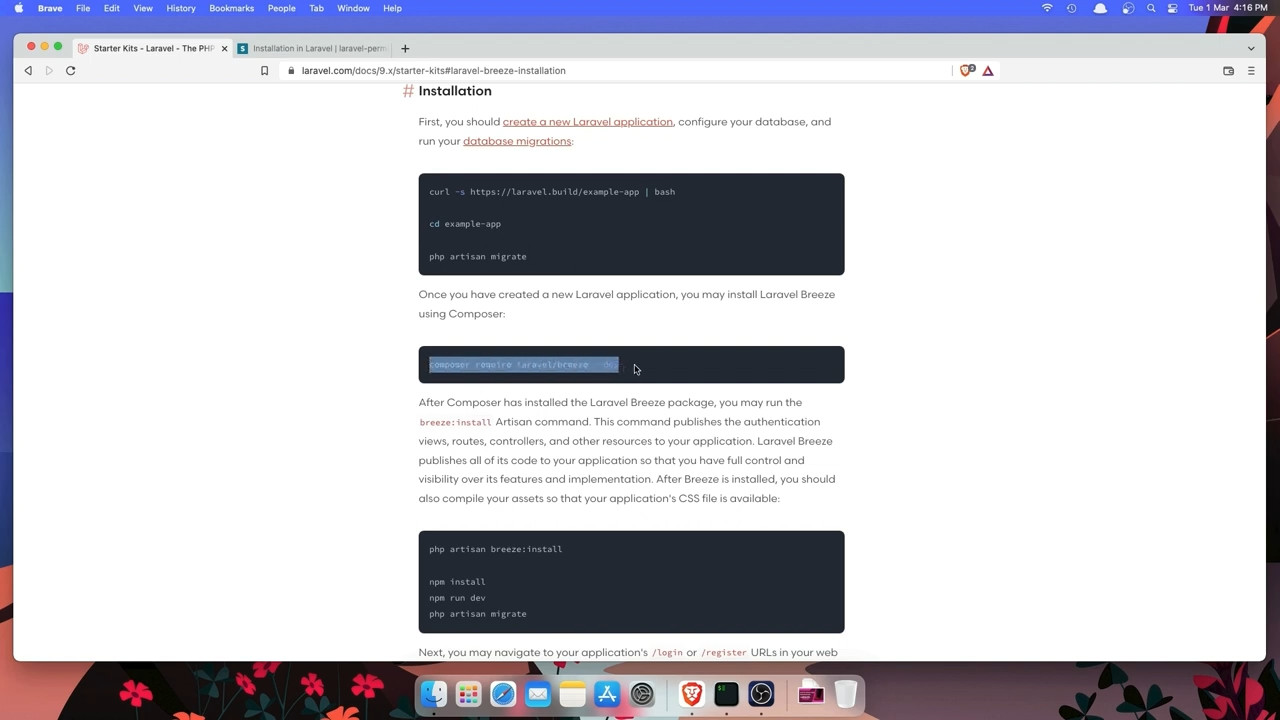 Brave File Edit View History Bookmarks Window Help
Tue 1 Mar 4:16 PM
Starter Kits - Laravel - The PHP
Installation in Laravel | laravel-perm
laravel.com/docs/9.x/starter-kits#laravel-breeze-installation
# Installation
First, you should create a new Laravel application, configure your database, and
run your database migrations:
curl -s https://laravel.build/example-app | bash
cd example-app
php artisan migrate
Once you have created a new Laravel application, you may install Laravel Breeze
using Composer:
composer require laravel/breeze --dev
After Composer has installed the Laravel Breeze package, you may run the
breeze:install Artisan command. This command publishes the authentication
views, routes, controllers, and other resources to your application. Laravel Breeze
publishes all of its code to your application so that you have full control and
visibility over its features and implementation. After Breeze is installed, you should
also compile your assets so that your application's CSS file is available:
php artisan breeze:install
npm install
npm run dev
php artisan migrate
Next, you may navigate to your application's /login or /register URLs in your web